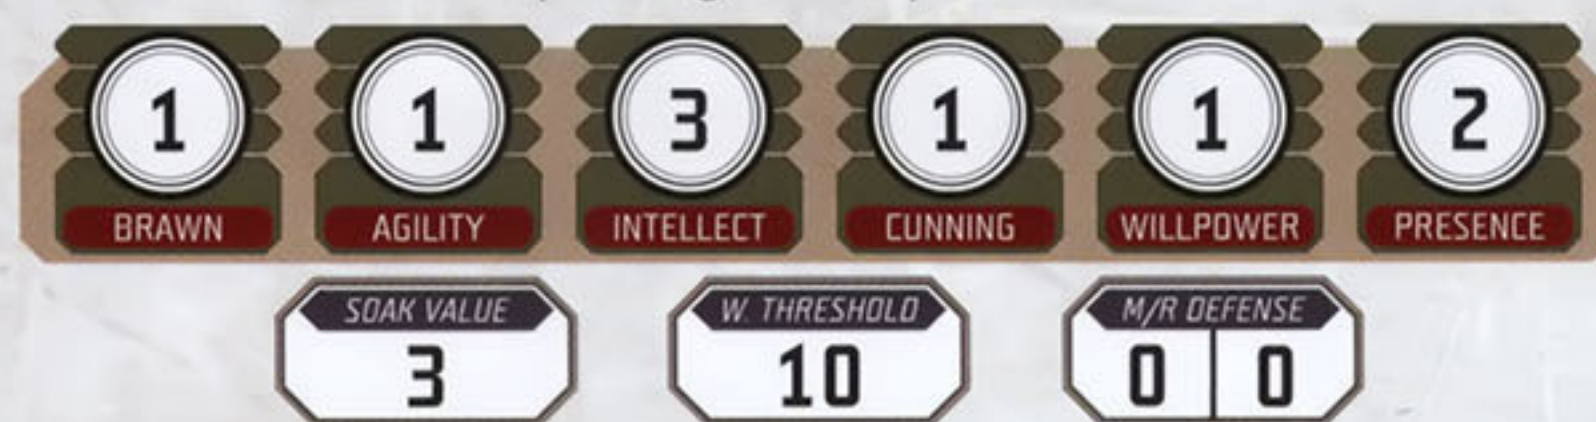 1 1 3 1 1 2
BRAWN AGILITY INTELLECT CUNNING WILLPOWER PRESENCE
SOAK VALUE W. THRESHOLD M/R DEFENSE
3 10 0 0